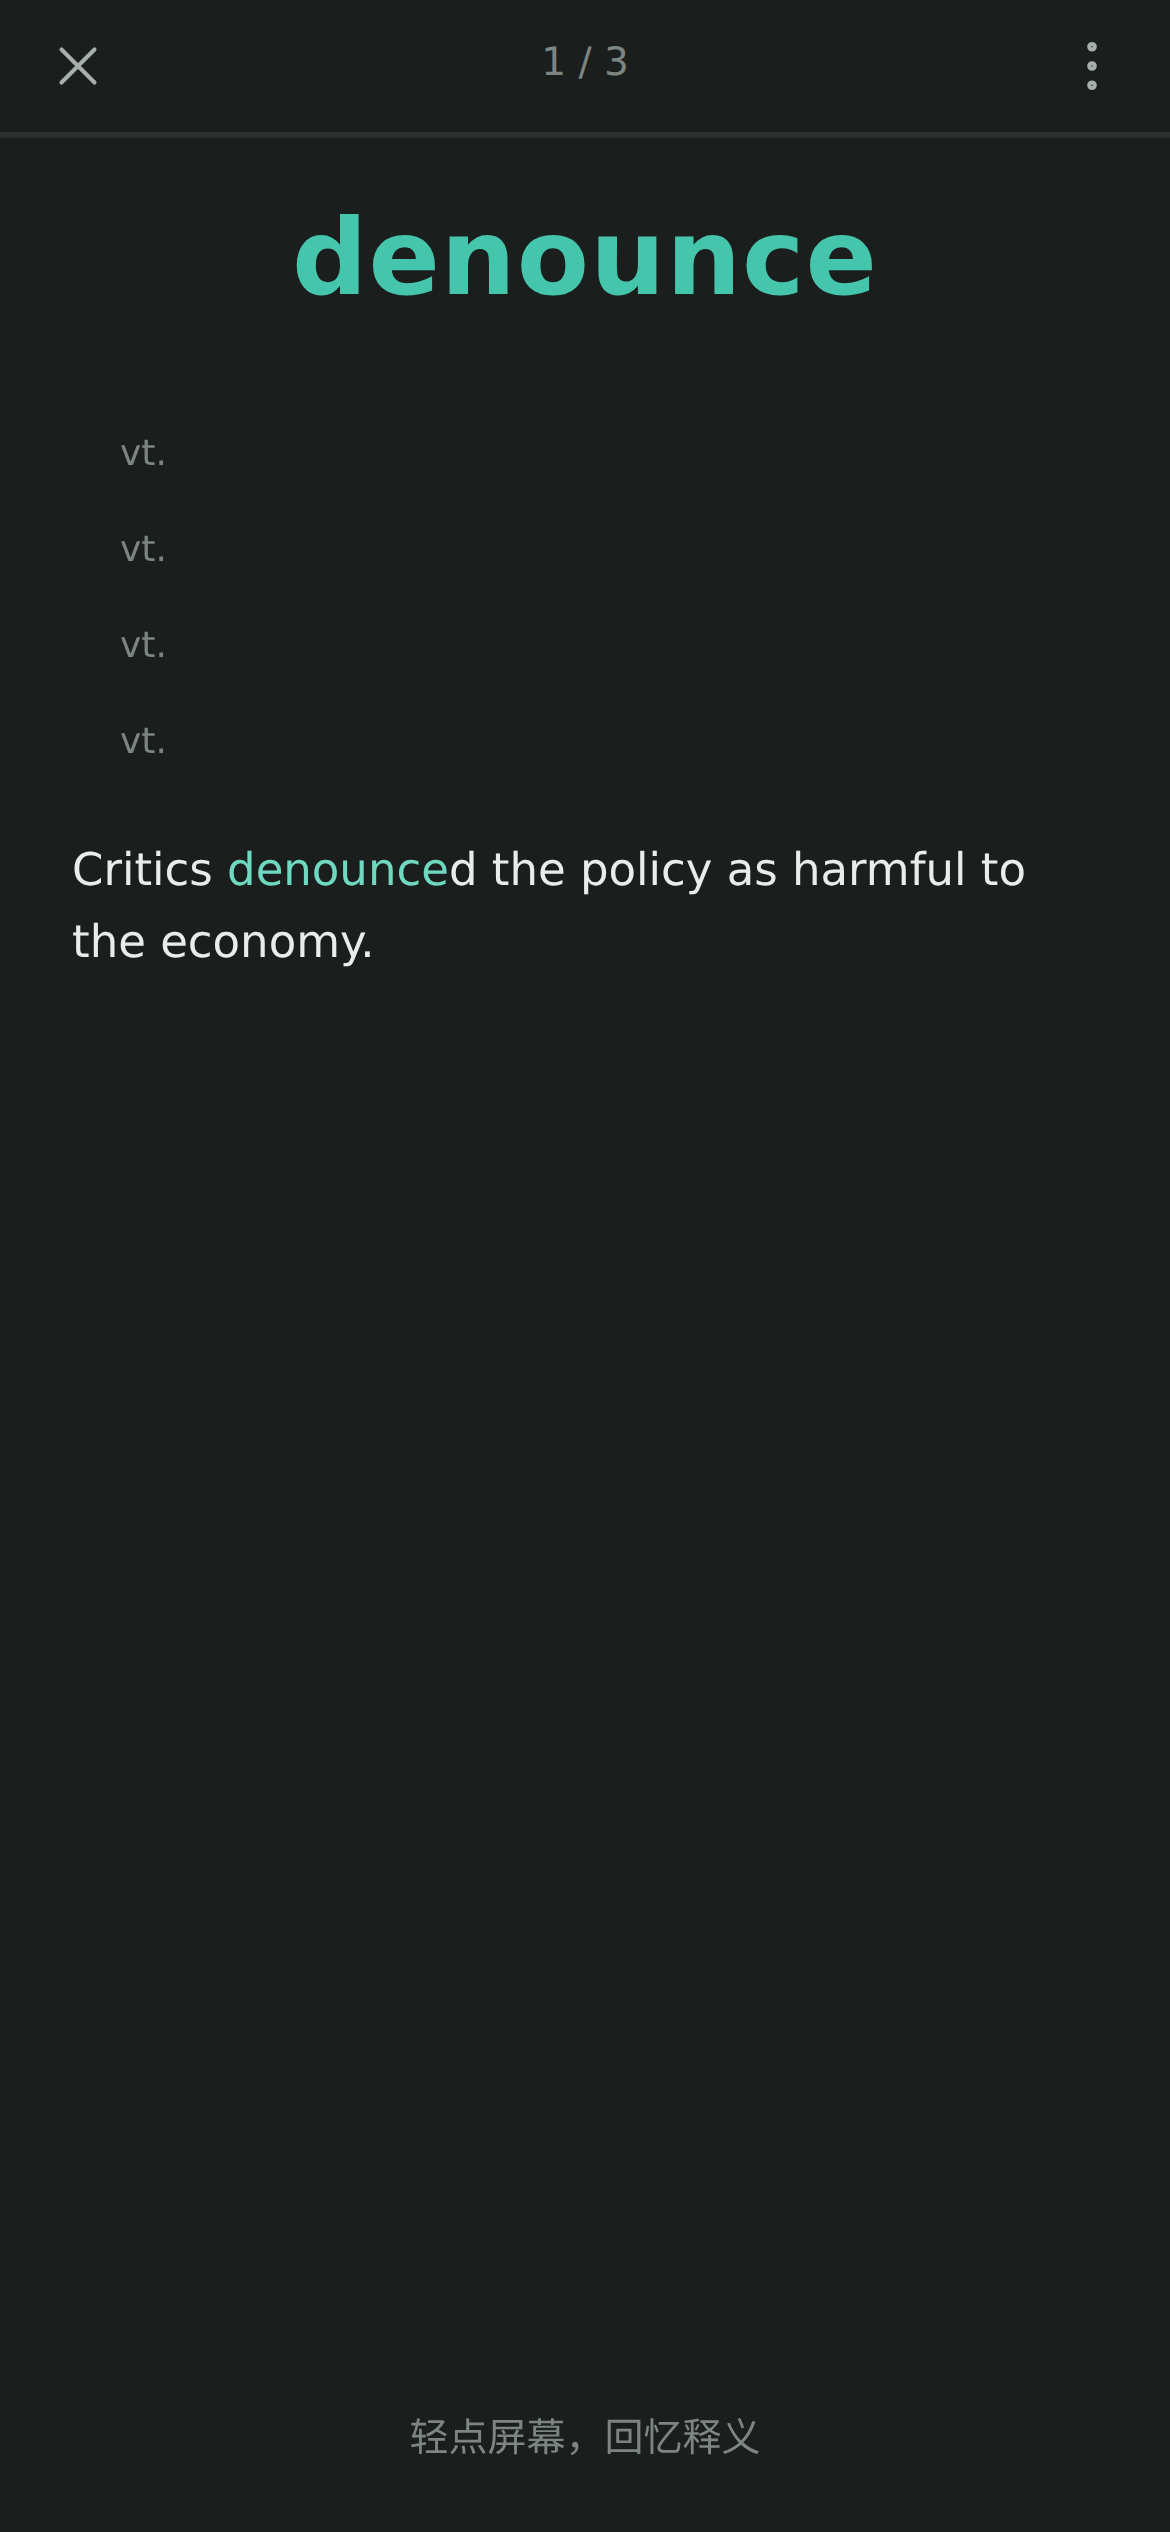 1 / 3
denounce
vt.
vt.
vt.
vt.
Critics denounced the policy as harmful to
the economy.
轻点屏幕，回忆释义